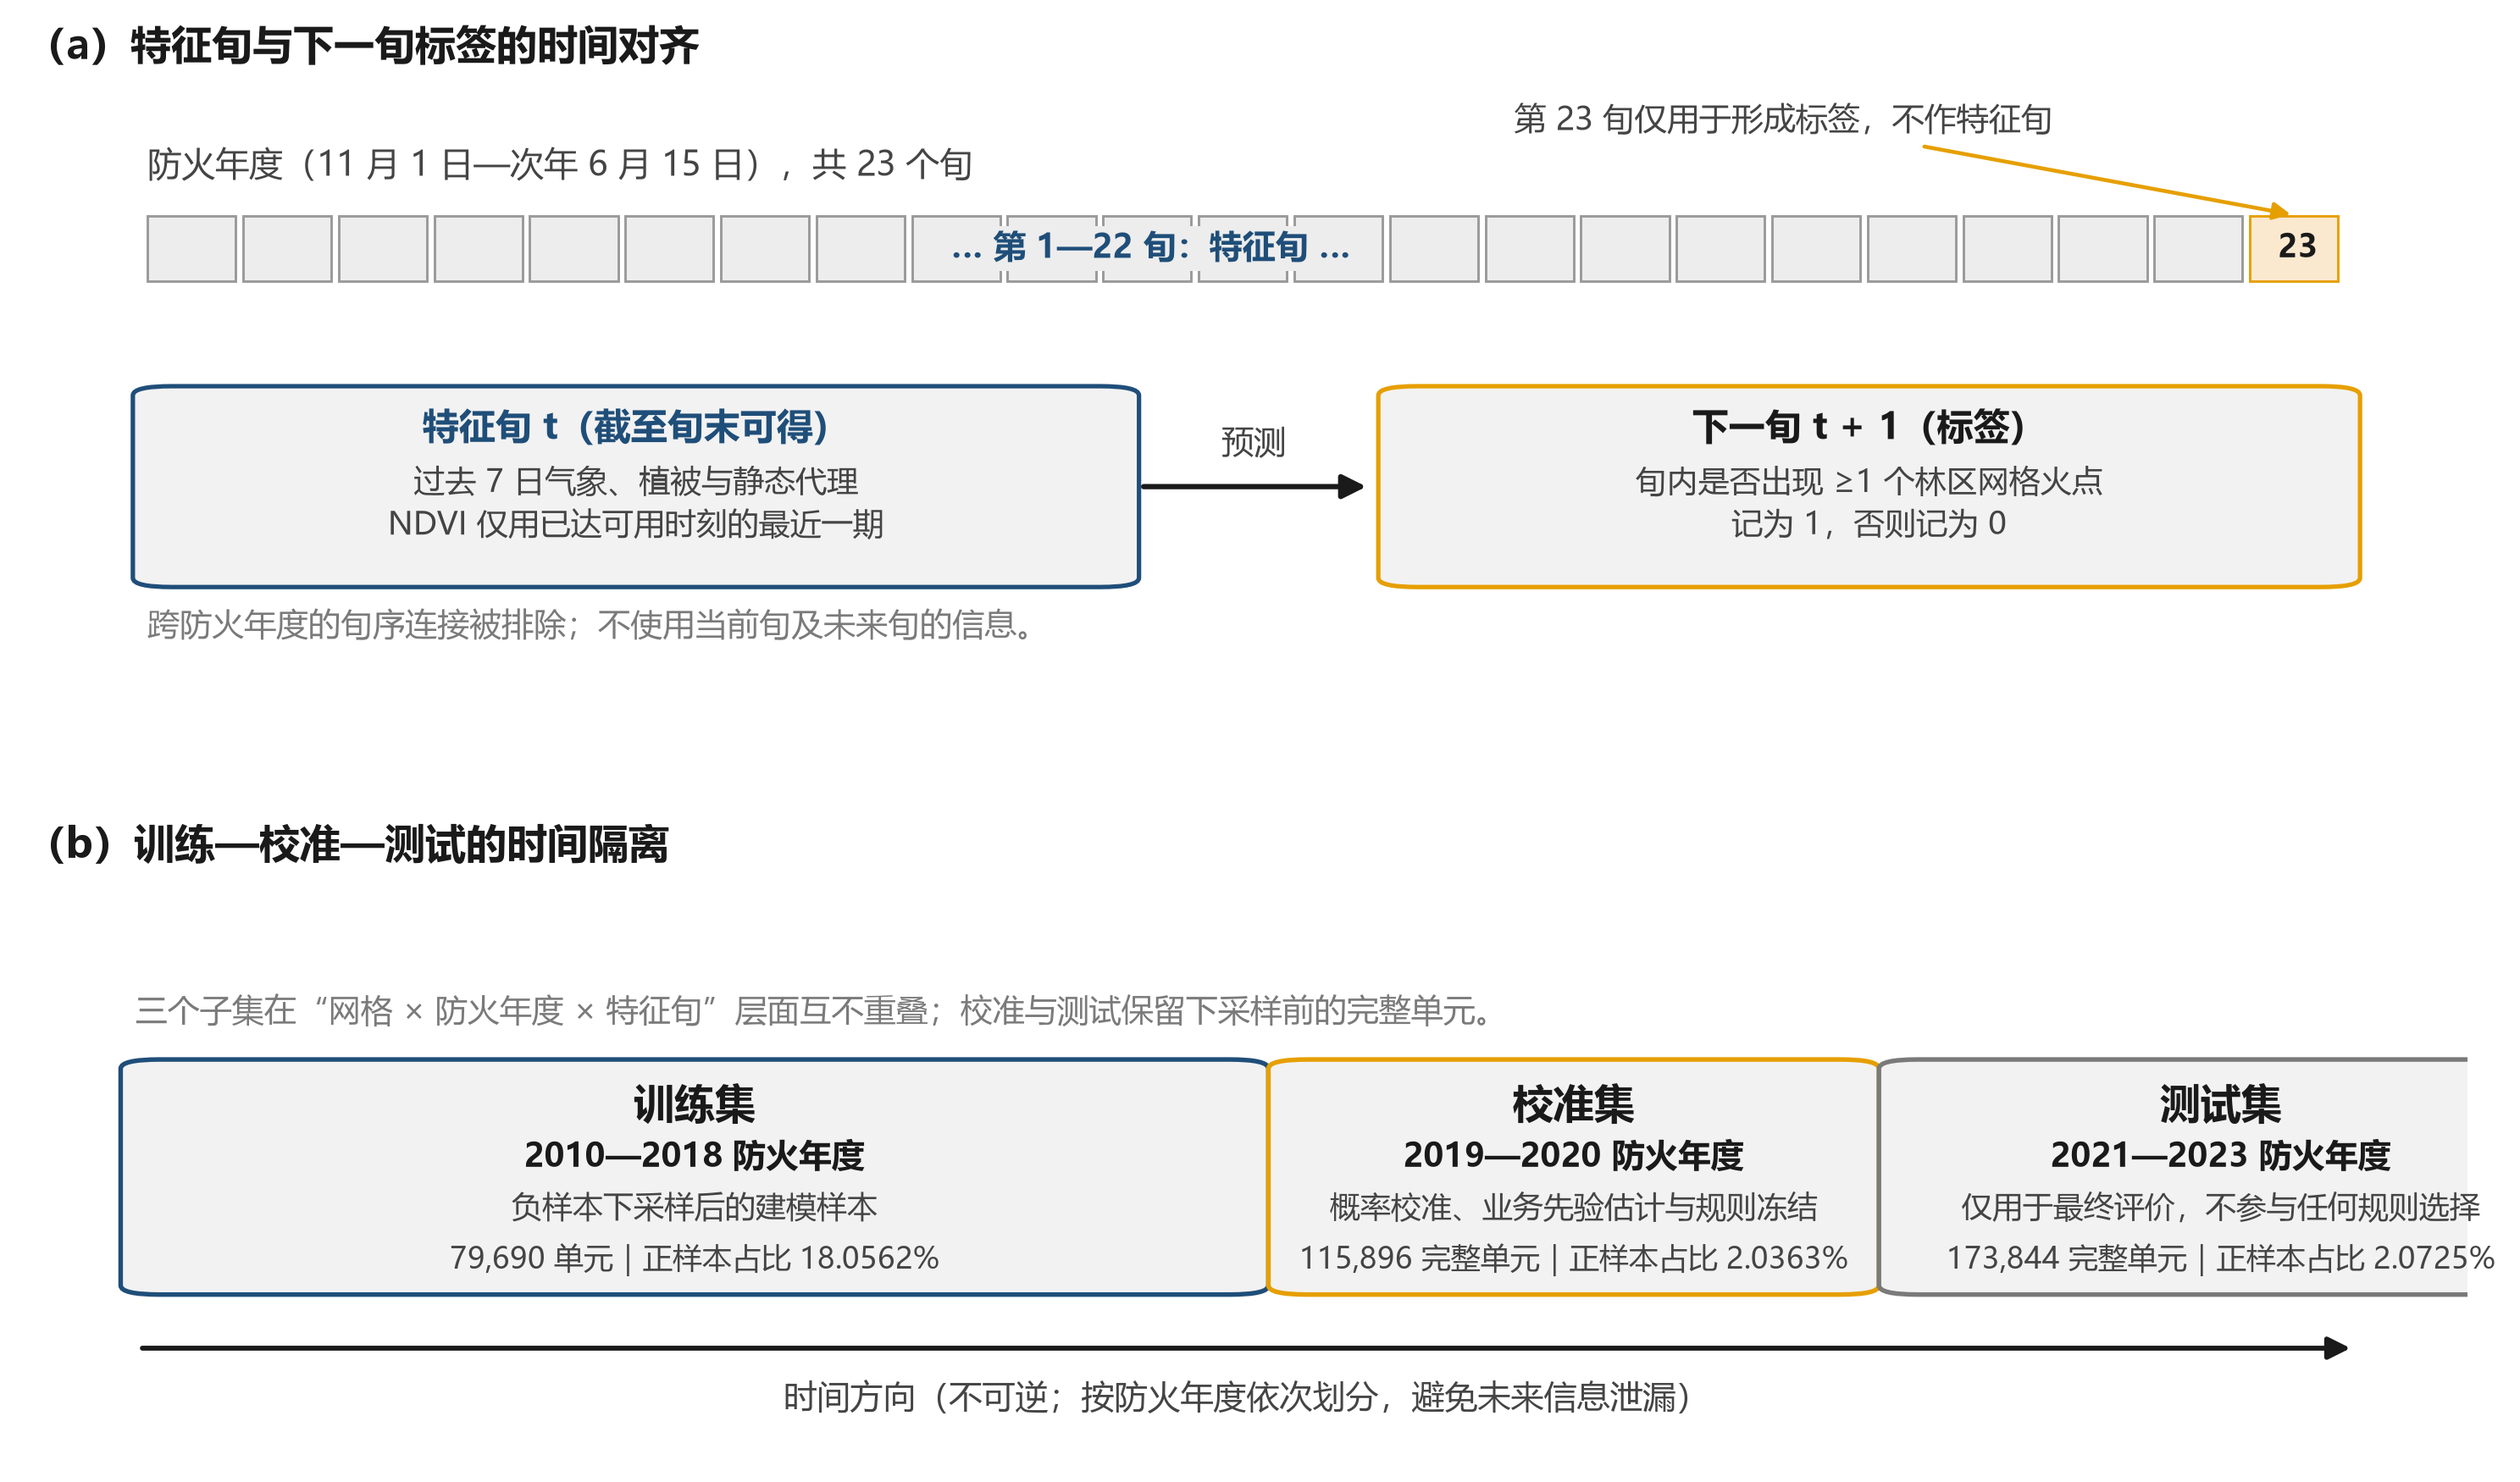 (a) 特征旬与下一旬标签的时间对齐
第 23 旬仅用于形成标签，不作特征旬
防火年度（11 月 1 日—次年 6 月 15 日），共 23 个旬
… 第 1—22 旬：特征旬 …
23
特征旬 t（截至旬末可得）
过去 7 日气象、植被与静态代理
NDVI 仅用已达可用时刻的最近一期
预测
下一旬 t + 1（标签）
旬内是否出现 ≥1 个林区网格火点
记为 1，否则记为 0
跨防火年度的旬序连接被排除；不使用当前旬及未来旬的信息。
(b) 训练—校准—测试的时间隔离
三个子集在“网格 × 防火年度 × 特征旬”层面互不重叠；校准与测试保留下采样前的完整单元。
训练集
2010—2018 防火年度
负样本下采样后的建模样本
79,690 单元 | 正样本占比 18.0562%
校准集
2019—2020 防火年度
概率校准、业务先验估计与规则冻结
115,896 完整单元 | 正样本占比 2.0363%
测试集
2021—2023 防火年度
仅用于最终评价，不参与任何规则选择
173,844 完整单元 | 正样本占比 2.0725%
时间方向（不可逆；按防火年度依次划分，避免未来信息泄漏）